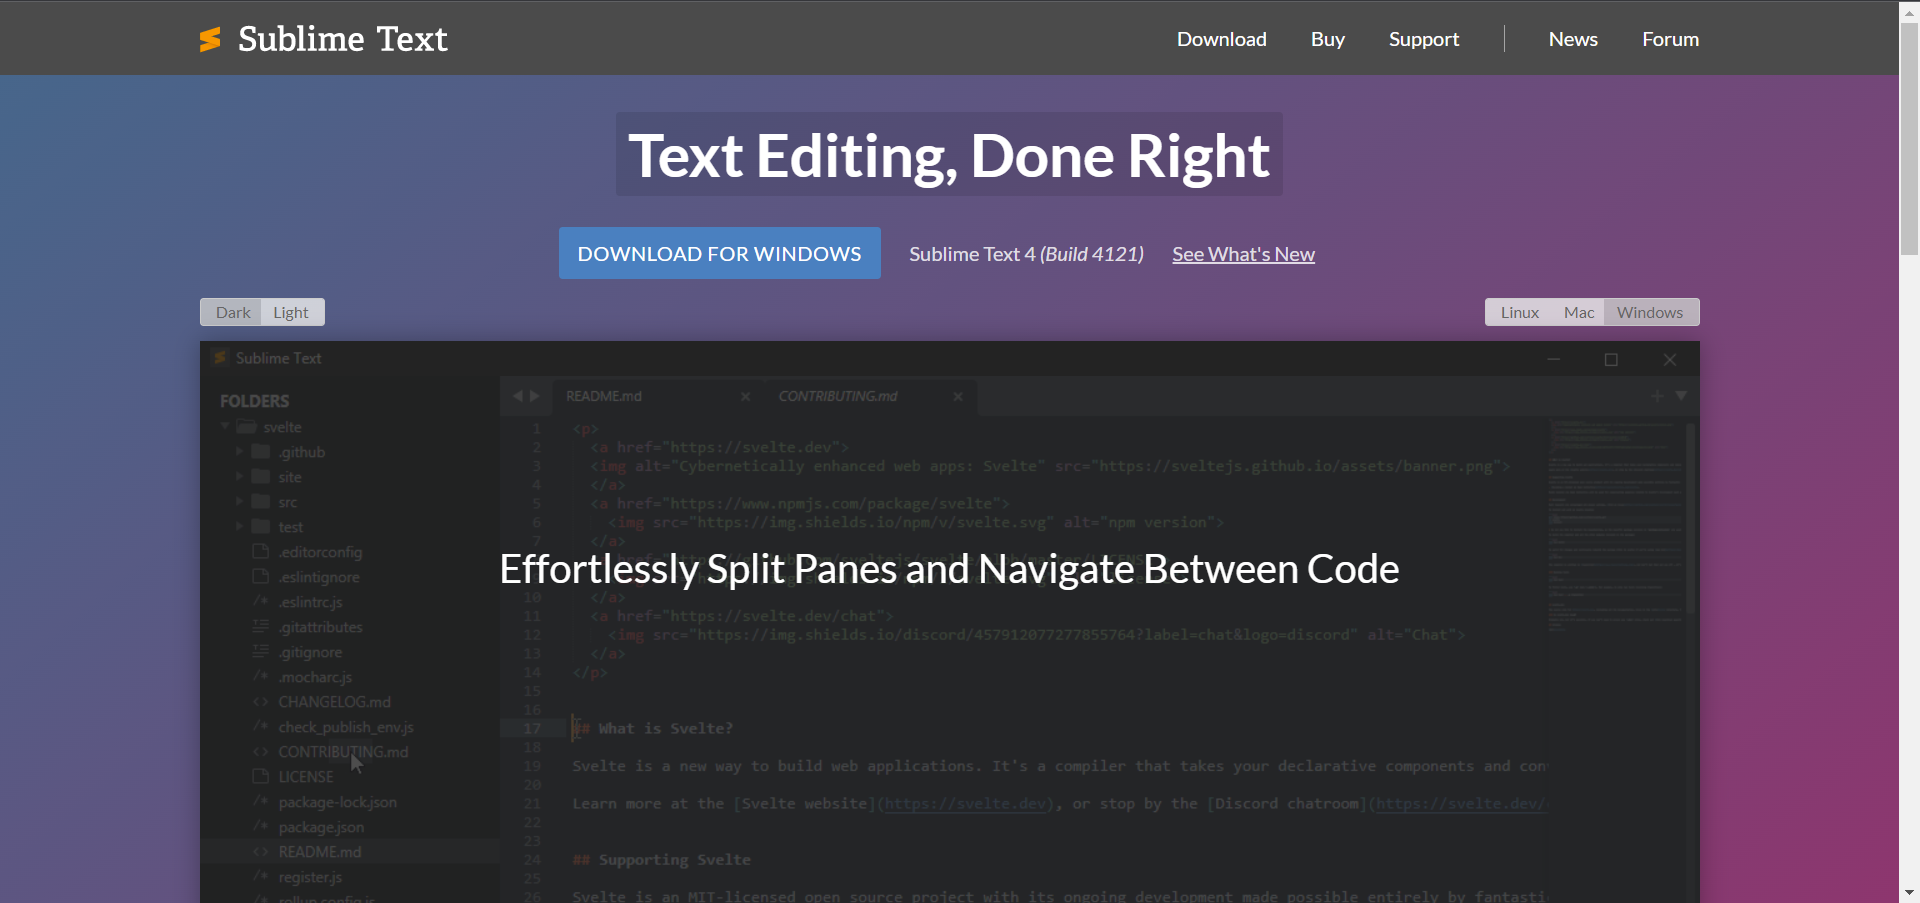 Sublime Text
Download Buy Support News Forum
Text Editing, Done Right
DOWNLOAD FOR WINDOWS Sublime Text 4 (Build 4121) See What's New
Dark Light Linux Mac Windows
Sublime Text
FOLDERS
svelte
.github
site
src
test
.editorconfig
.eslintignore
/* .eslintrc.js
.gitattributes
.gitignore
/* .mocharc.js
<> CHANGELOG.md
/* check_publish_env.js
<> CONTRIBUTING.md
LICENSE
/* package-lock.json
/* package.json
<> README.md
/* register.js
README.md CONTRIBUTING.md
1 <p>
2 <a href="https://svelte.dev">
3 <img alt="Cybernetically enhanced web apps: Svelte" src="https://sveltejs.github.io/assets/banner.png">
4 </a>
5 <a href="https://www.npmjs.com/package/svelte">
6 <img src="https://img.shields.io/npm/v/svelte.svg" alt="npm version">
7 </a>
Effortlessly Split Panes and Navigate Between Code
10 </a>
11 <a href="https://svelte.dev/chat">
12 <img src="https://img.shields.io/discord/457912077277855764?label=chat&logo=discord" alt="Chat">
13 </a>
14 </p>
15
16
17 ## What is Svelte?
18
19 Svelte is a new way to build web applications. It's a compiler that takes your declarative components and
20
21 Learn more at the [Svelte website](https://svelte.dev), or stop by the [Discord chatroom](https://svelte.dev/
22
23
24 ## Supporting Svelte
25
26 Svelte is an MIT-licensed open source project with its ongoing development made possible entirely by